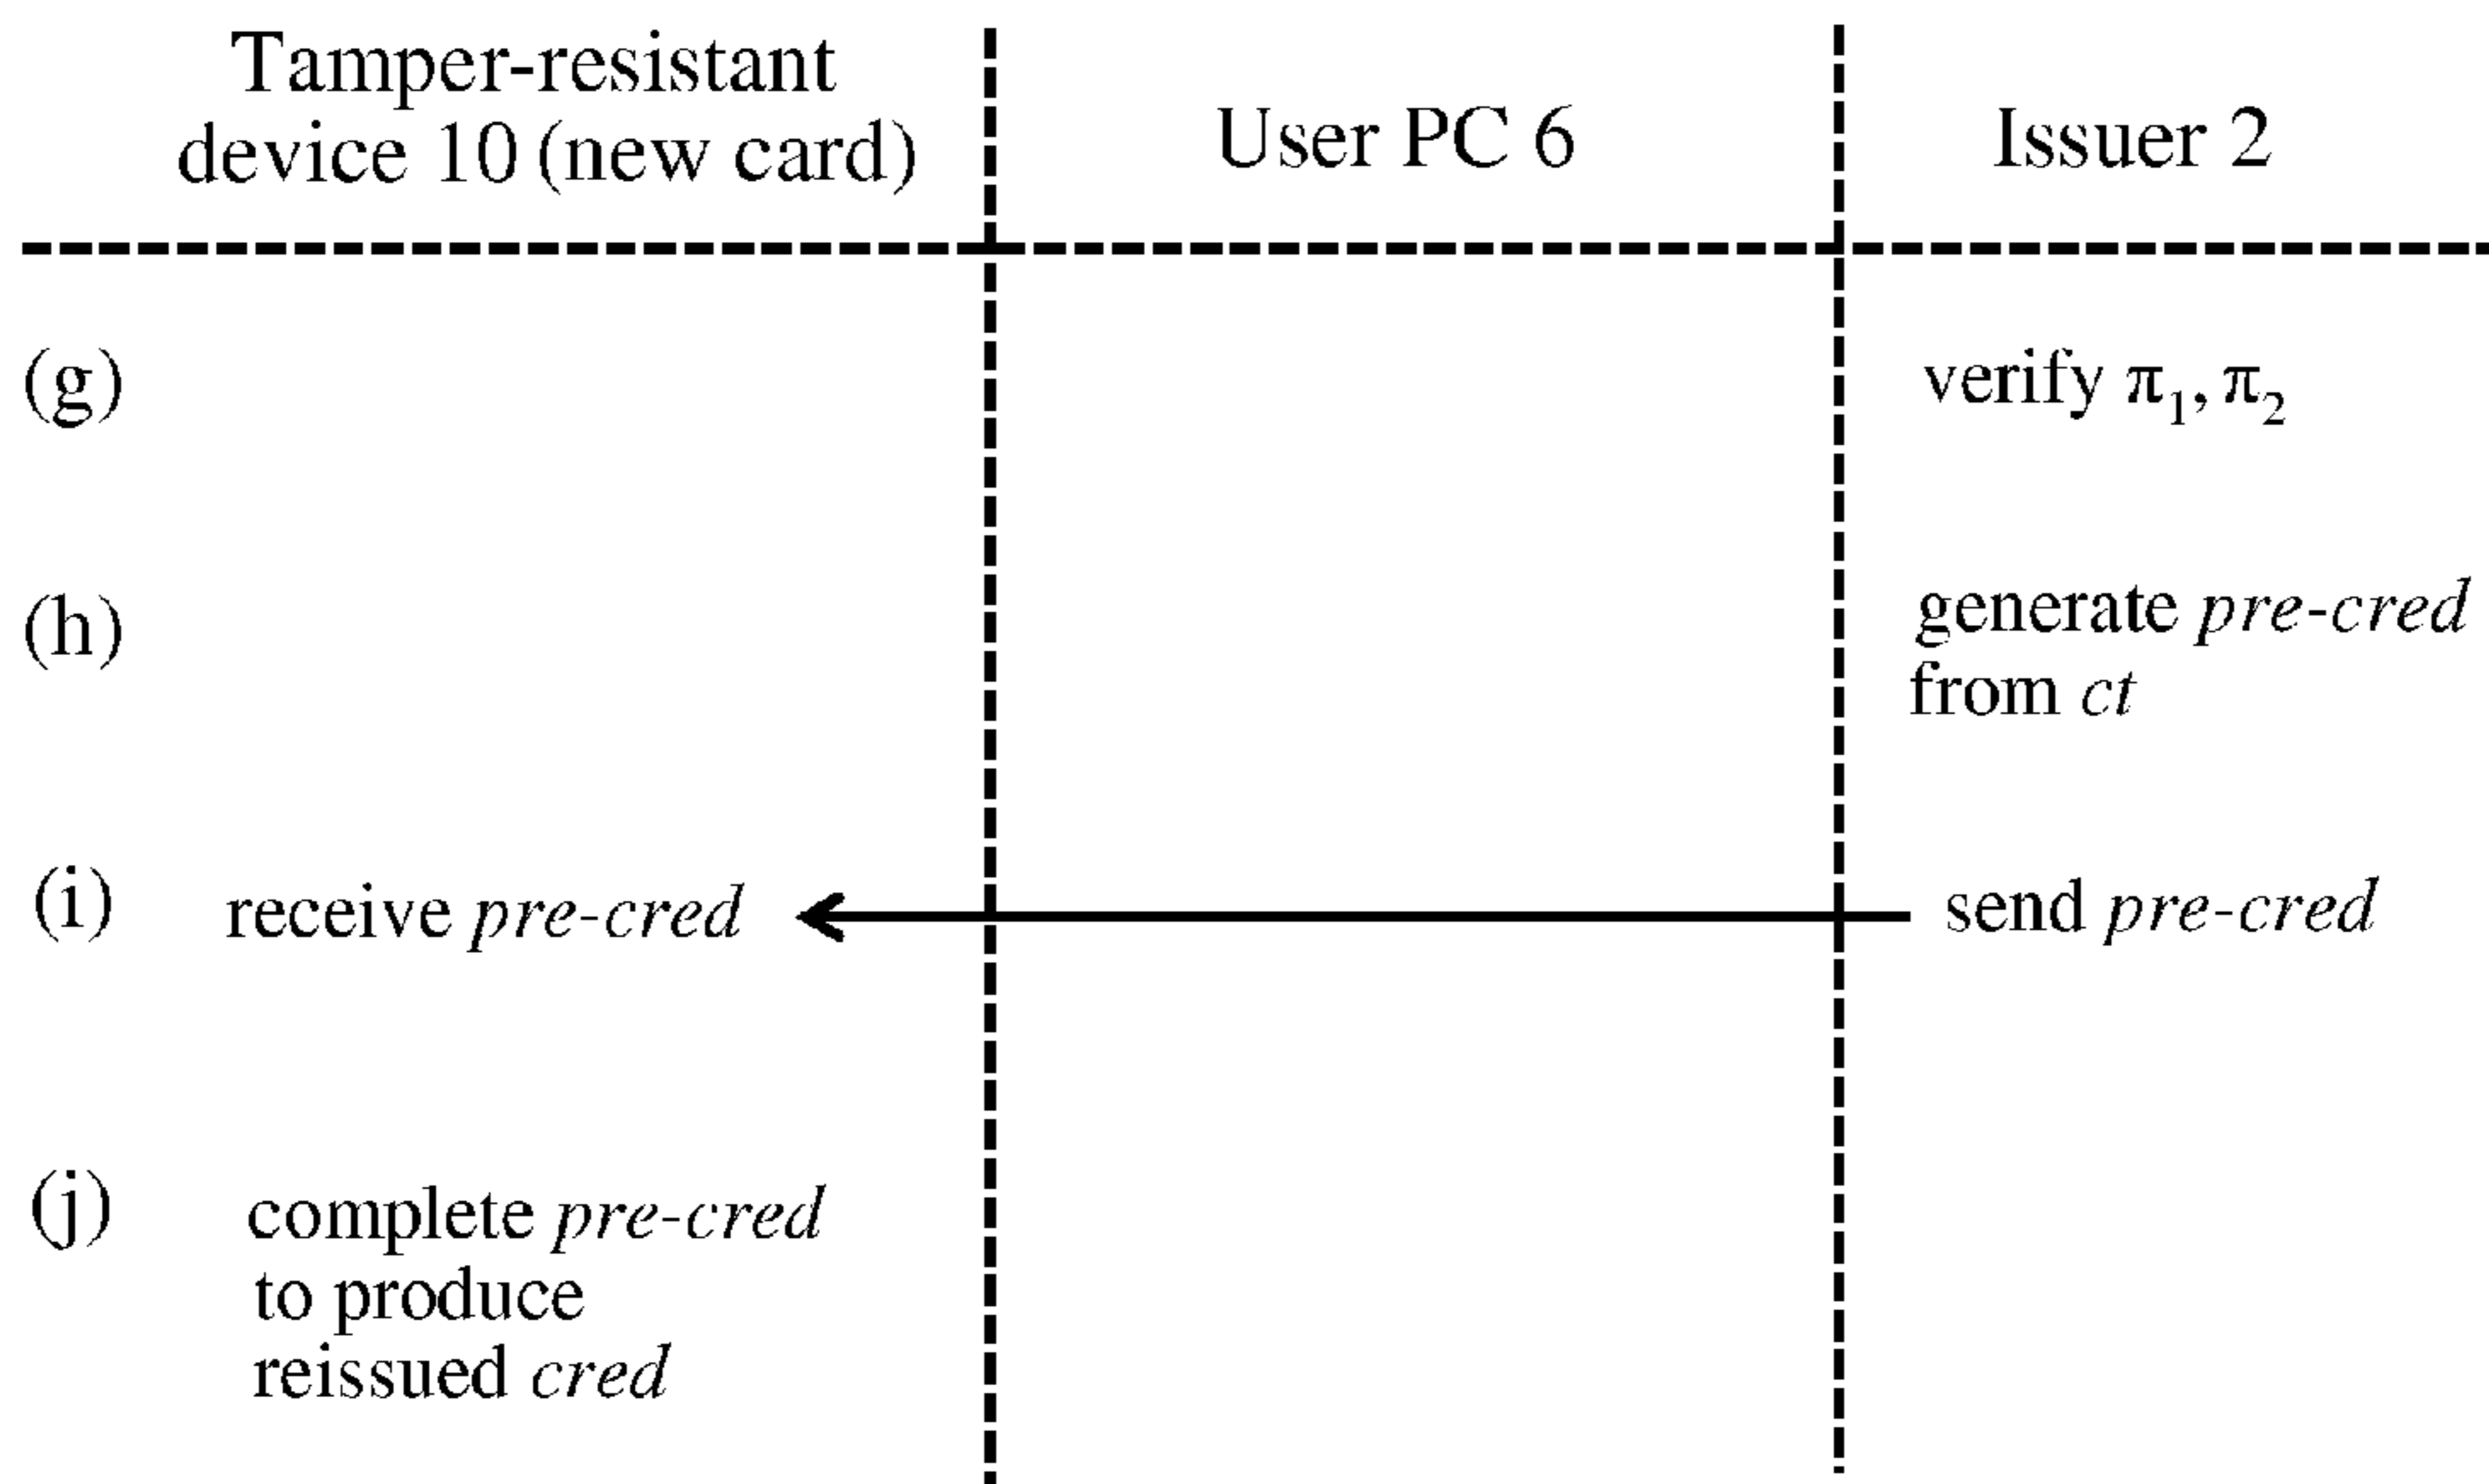 Tamper-resistant
device 10 (new card)
User PC 6
Issuer 2
(g)
verify π₁, π₂
(h)
generate pre-cred
from ct
(i)
receive pre-cred
send pre-cred
(j)
complete pre-cred
to produce
reissued cred